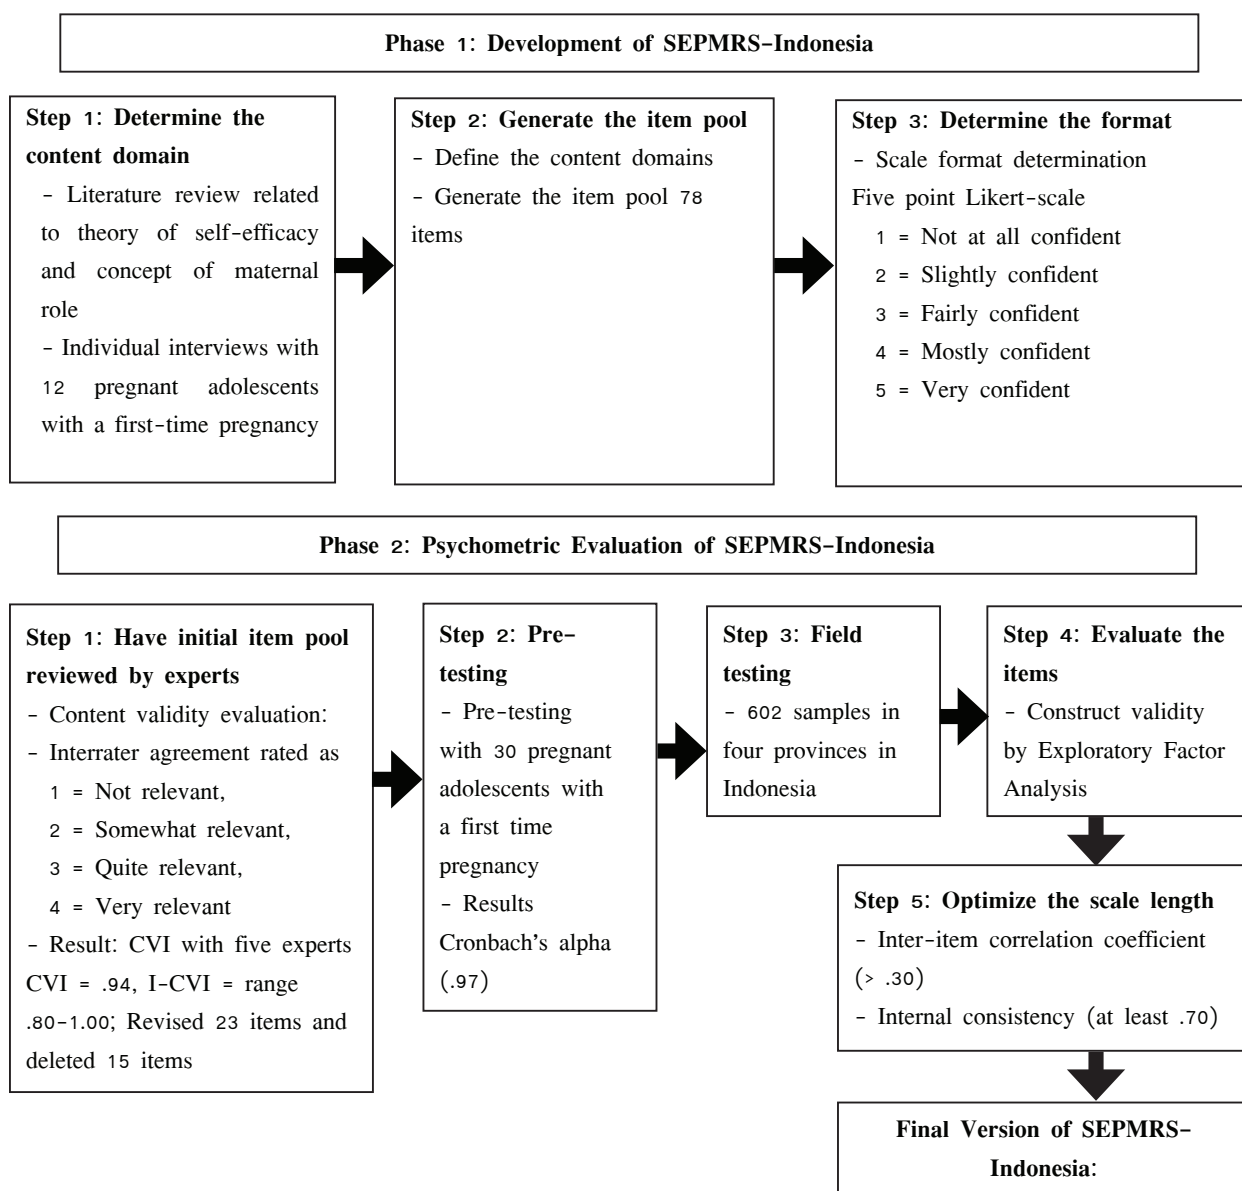 Phase 1: Development of SEPMRS-Indonesia
Step 1: Determine the
content domain
- Literature review related
to theory of self-efficacy
and concept of maternal
role
- Individual interviews with
12 pregnant adolescents
with a first-time pregnancy
Step 2: Generate the item pool
- Define the content domains
- Generate the item pool 78
items
Step 3: Determine the format
- Scale format determination
Five point Likert-scale
1 = Not at all confident
2 = Slightly confident
3 = Fairly confident
4 = Mostly confident
5 = Very confident
Phase 2: Psychometric Evaluation of SEPMRS-Indonesia
Step 1: Have initial item pool
reviewed by experts
- Content validity evaluation:
- Interrater agreement rated as
1 = Not relevant,
2 = Somewhat relevant,
3 = Quite relevant,
4 = Very relevant
- Result: CVI with five experts
CVI = .94, I-CVI = range
.80-1.00; Revised 23 items and
deleted 15 items
Step 2: Pre-
testing
- Pre-testing
with 30 pregnant
adolescents with
a first time
pregnancy
- Results
Cronbach's alpha
(.97)
Step 3: Field
testing
- 602 samples in
four provinces in
Indonesia
Step 4: Evaluate the
items
- Construct validity
by Exploratory Factor
Analysis
Step 5: Optimize the scale length
- Inter-item correlation coefficient
(> .30)
- Internal consistency (at least .70)
Final Version of SEPMRS-
Indonesia: